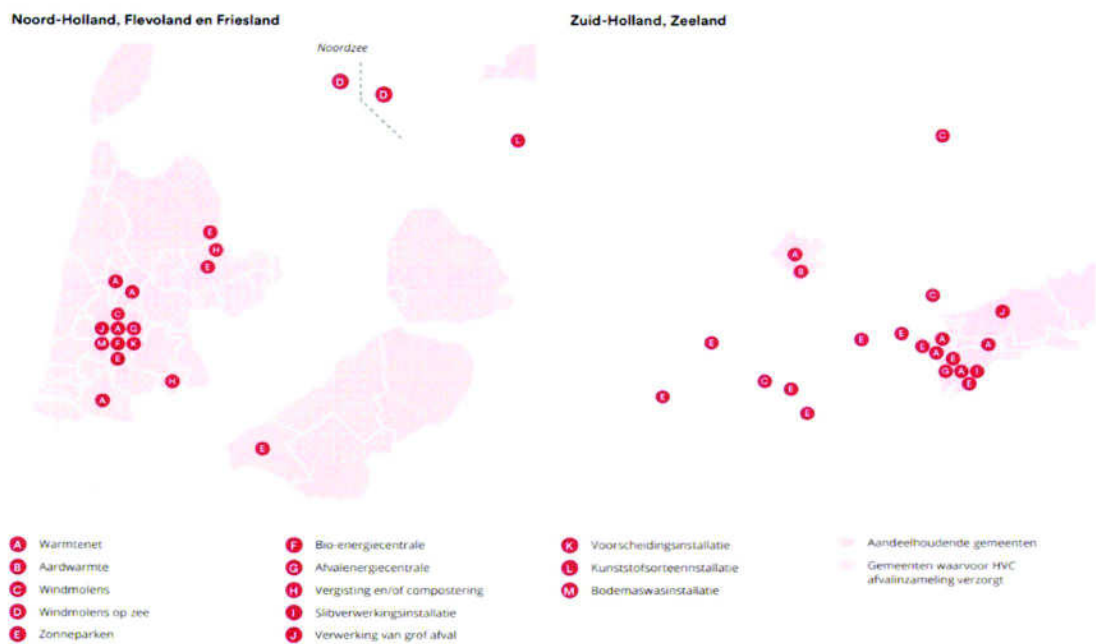 Noord-Holland, Flevoland en Friesland
Zuid-Holland, Zeeland
Noordzee
D
D
L
C
E
H
E
A
B
A
A
C
C
J
J A G
E
E
E
A
M F K
E
A
A
E
E
G A I
H
C
E
E
A
K
E
E
A Warmtenet
B Aardwarmte
C Windmolens
D Windmolens op zee
E Zonneparken
F Bio-energiecentrale
G Afvalenergiecentrale
H Vergisting en/of compostering
I Slibverwerkingsinstallatie
J Verwerking van grof afval
K Voorscheidingsinstallatie
L Kunststofsorteerinstallatie
M Bodemaswasinstallatie
Aandeelhoudende gemeenten
Gemeenten waarvoor HVC
afvalinzameling verzorgt